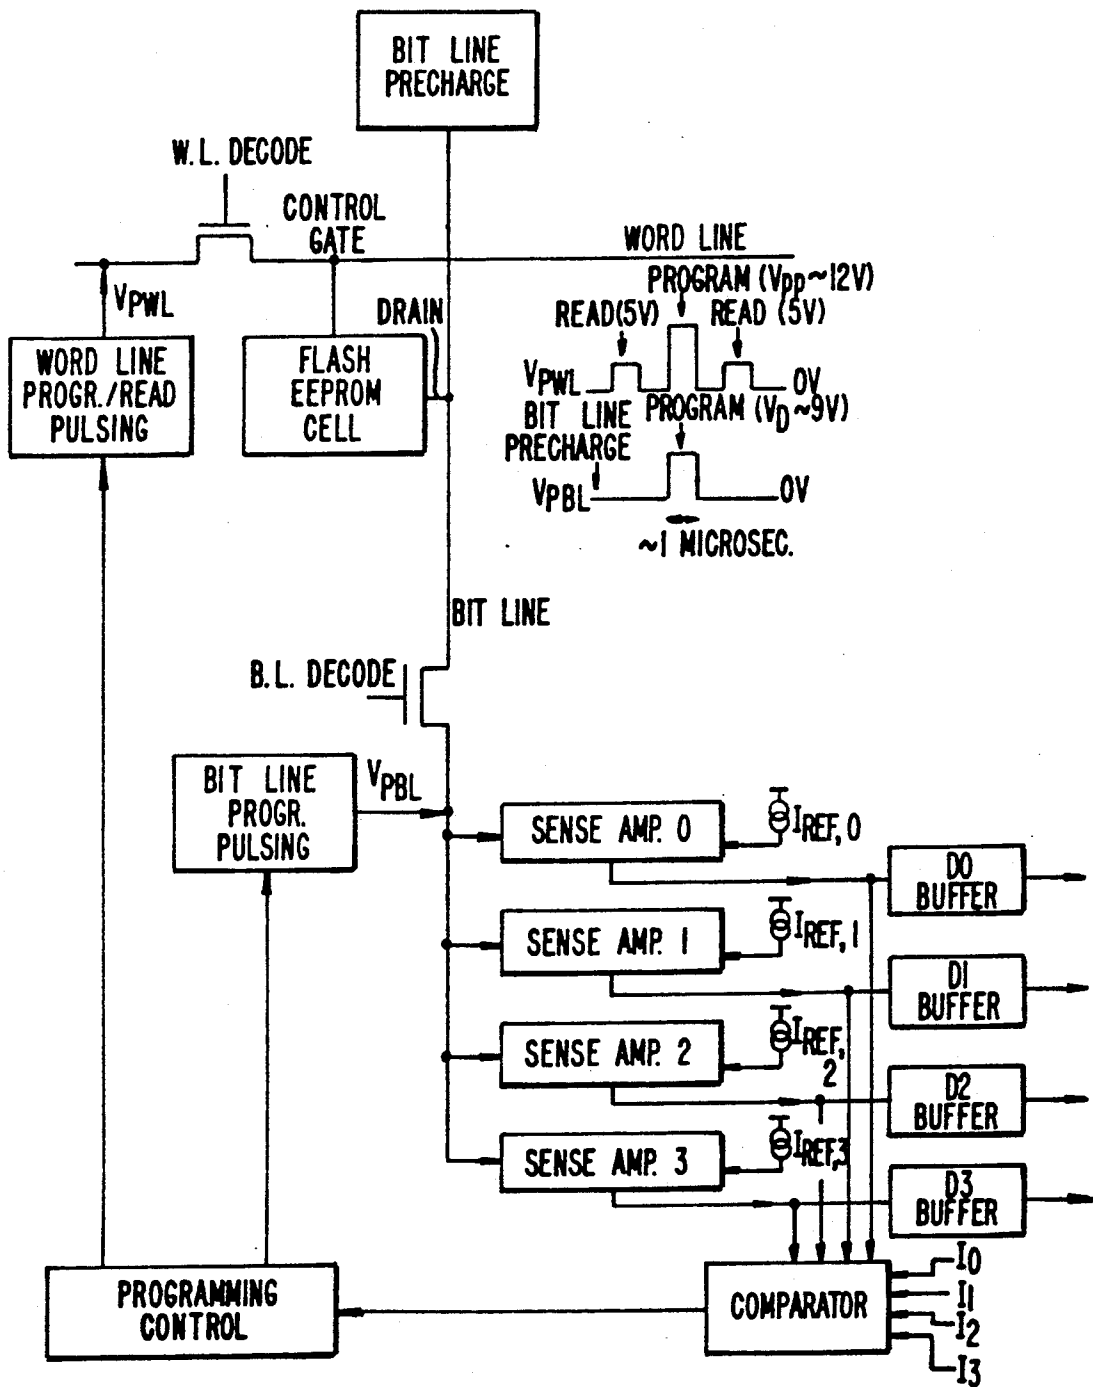 BIT LINE
PRECHARGE
W.L. DECODE
CONTROL
GATE
WORD LINE
VPWL
DRAIN
PROGRAM (Vpp~12V)
READ(5V)
READ (5V)
WORD LINE
PROGR./READ
PULSING
FLASH
EEPROM
CELL
VPWL
0V
BIT LINE
PRECHARGE
PROGRAM (VD~9V)
VPBL
0V
~1 MICROSEC.
BIT LINE
B.L. DECODE
BIT LINE
PROGR.
PULSING
VPBL
SENSE AMP. 0
IREF, 0
D0
BUFFER
SENSE AMP. 1
IREF, 1
D1
BUFFER
SENSE AMP. 2
IREF,
2
D2
BUFFER
SENSE AMP. 3
IREF,3
D3
BUFFER
PROGRAMMING
CONTROL
COMPARATOR
I0
I1
I2
I3